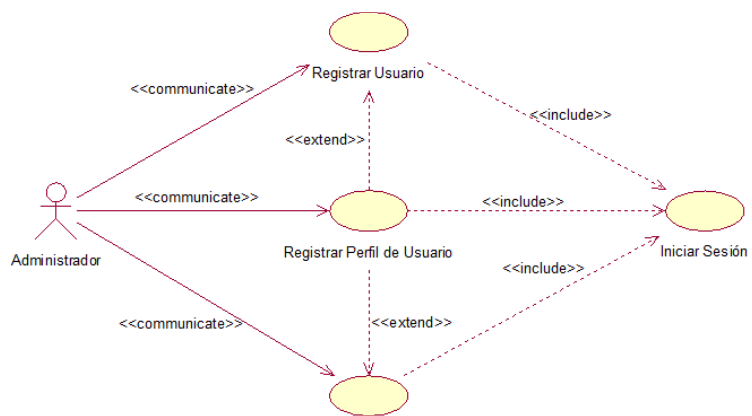 Registrar Usuario
<<communicate>>
<<include>>
<<extend>>
<<communicate>>
<<include>>
Administrador
Registrar Perfil de Usuario
Iniciar Sesión
<<include>>
<<communicate>>
<<extend>>